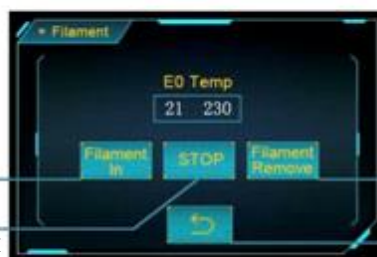 Filament
E0 Temp
21 230
Filament
In
STOP
Filament
Remove